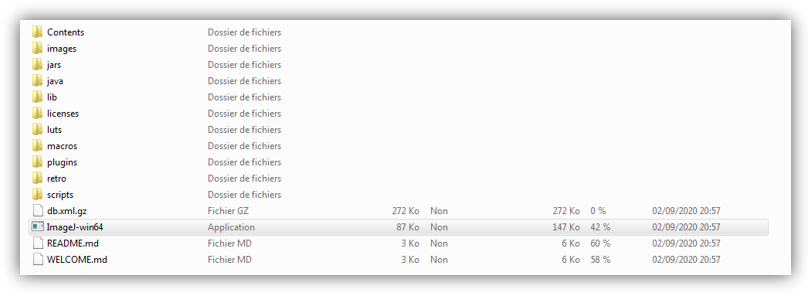 Contents Dossier de fichiers
images Dossier de fichiers
jars Dossier de fichiers
java Dossier de fichiers
lib Dossier de fichiers
licenses Dossier de fichiers
luts Dossier de fichiers
macros Dossier de fichiers
plugins Dossier de fichiers
retro Dossier de fichiers
scripts Dossier de fichiers
db.xml.gz Fichier GZ 272 Ko Non 272 Ko 0 % 02/09/2020 20:57
ImageJ-win64 Application 87 Ko Non 147 Ko 42 % 02/09/2020 20:57
README.md Fichier MD 3 Ko Non 6 Ko 60 % 02/09/2020 20:57
WELCOME.md Fichier MD 3 Ko Non 6 Ko 58 % 02/09/2020 20:57